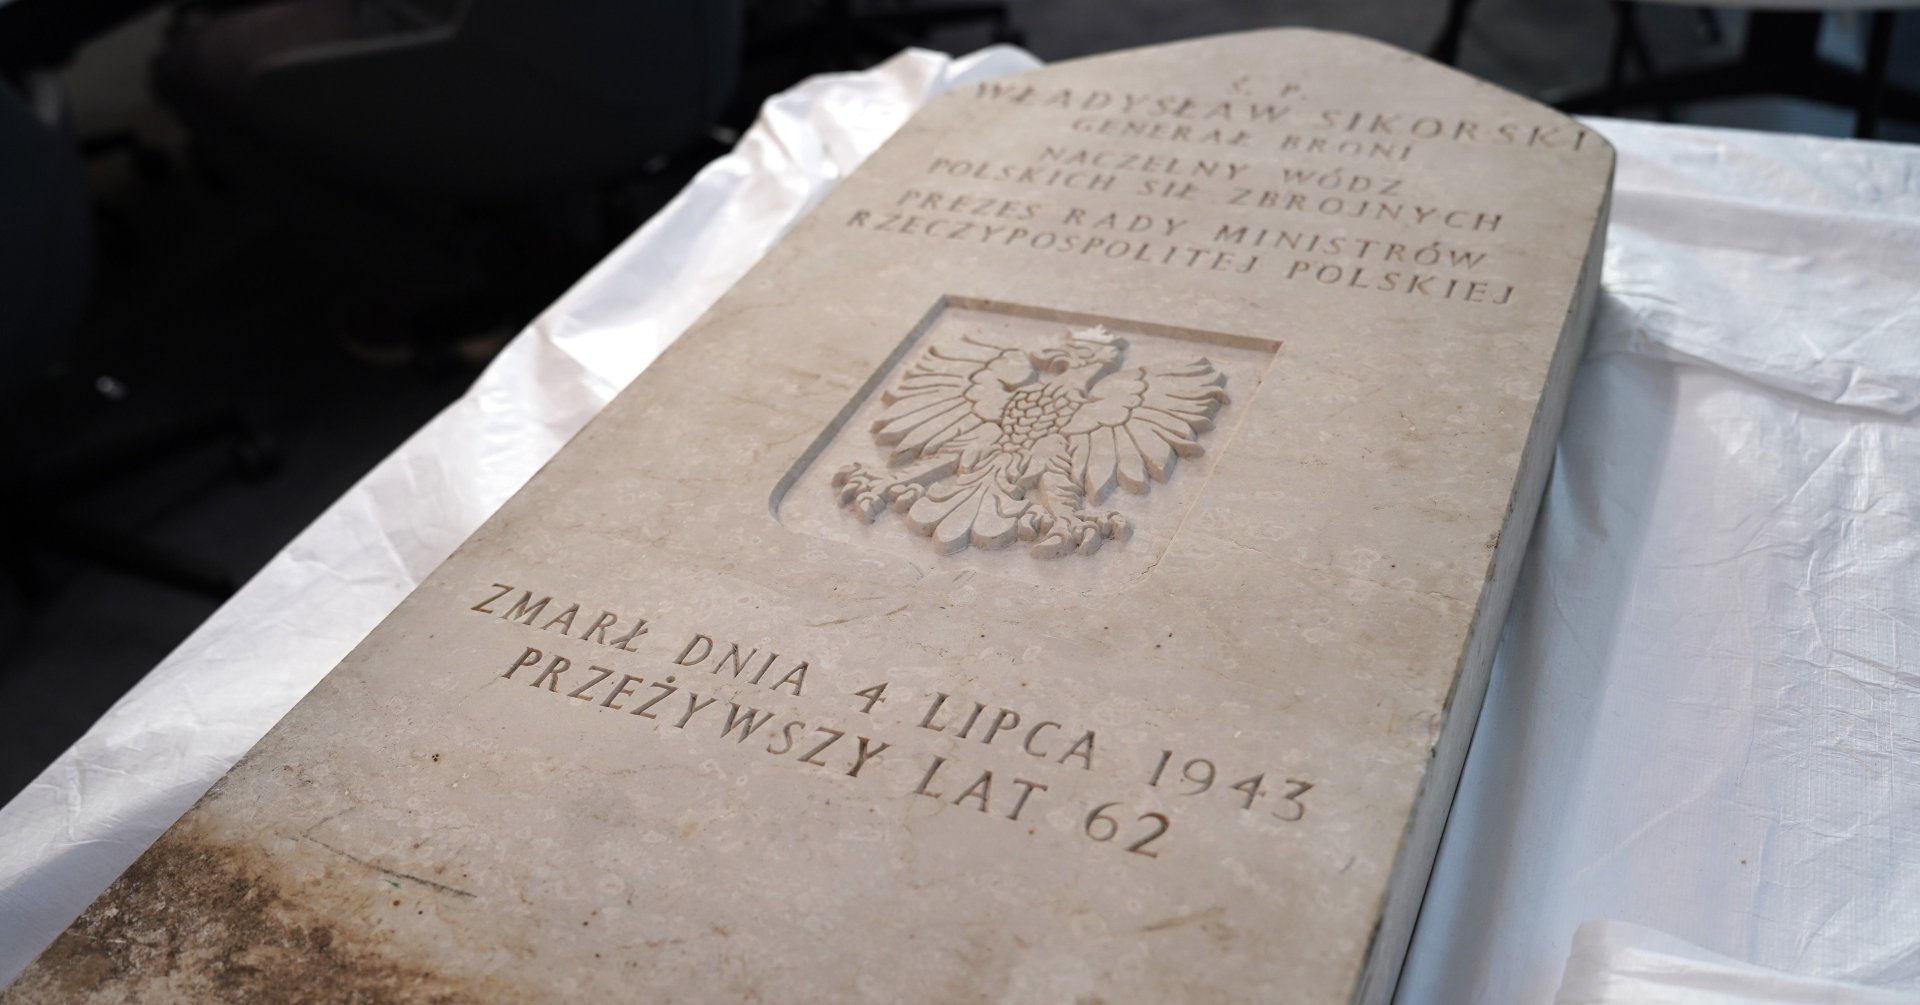 Ś. P.
WŁADYSŁAW SIKORSKI
GENERAŁ BRONI
NACZELNY WÓDZ
POLSKICH SIŁ ZBROJNYCH
PREZES RADY MINISTRÓW
RZECZYPOSPOLITEJ POLSKIEJ
ZMARŁ DNIA 4 LIPCA 1943
PRZEŻYWSZY LAT 62